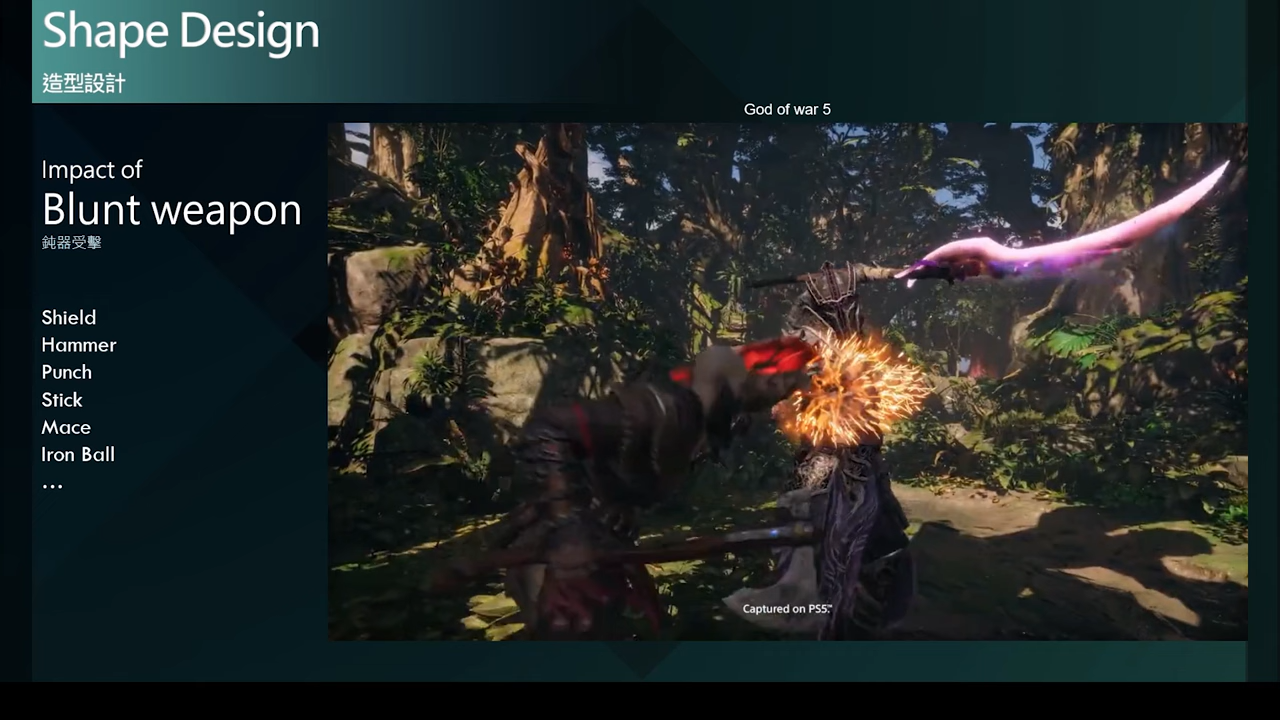 Shape Design
造型設計
God of war 5
Impact of
Blunt weapon
鈍器受擊
Shield
Hammer
Punch
Stick
Mace
Iron Ball
...
Captured on PS5™